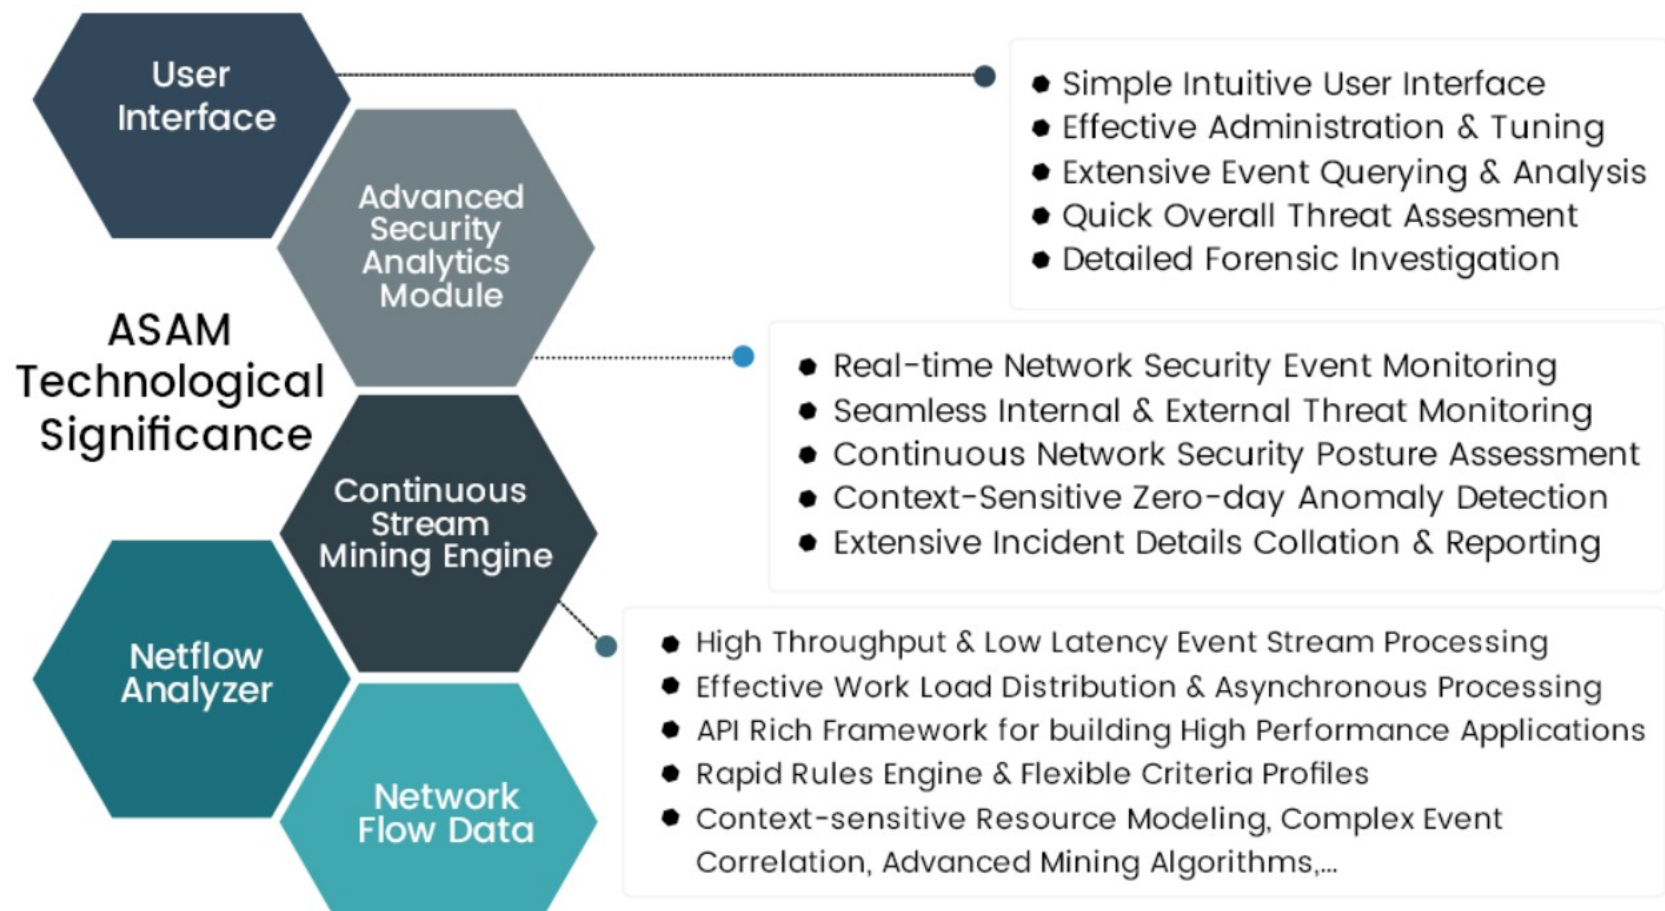 User
Interface
Advanced
Security
Analytics
Module
ASAM
Technological
Significance
Continuous
Stream
Mining Engine
Netflow
Analyzer
Network
Flow Data
Simple Intuitive User Interface
Effective Administration & Tuning
Extensive Event Querying & Analysis
Quick Overall Threat Assesment
Detailed Forensic Investigation
Real-time Network Security Event Monitoring
Seamless Internal & External Threat Monitoring
Continuous Network Security Posture Assessment
Context-Sensitive Zero-day Anomaly Detection
Extensive Incident Details Collation & Reporting
High Throughput & Low Latency Event Stream Processing
Effective Work Load Distribution & Asynchronous Processing
API Rich Framework for building High Performance Applications
Rapid Rules Engine & Flexible Criteria Profiles
Context-sensitive Resource Modeling, Complex Event
Correlation, Advanced Mining Algorithms,...